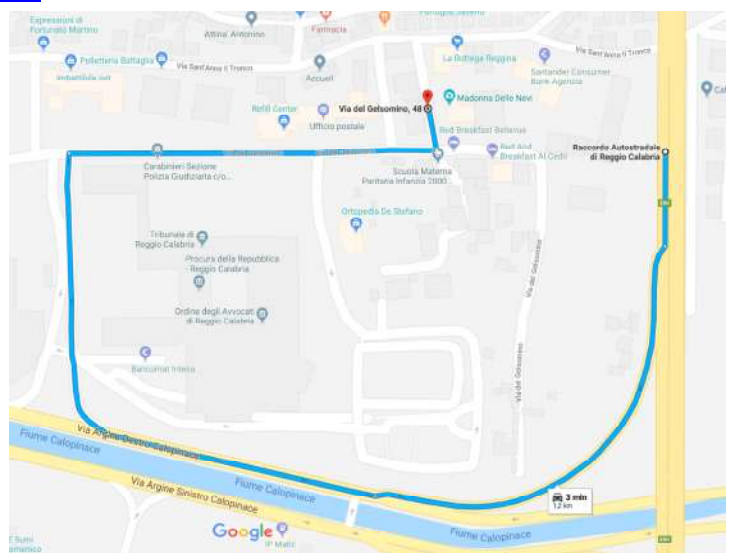 Espressioni di
Fortunato Martino
Attinà Antonino
Farmacia
Pelletteria Battaglia
Via Sant'Anna II Tronco
Imbattibile
Accueil
La Bottega Reggina
Via Sant'Anna II Tronco
Santander Consumer
Bank-Agenzia
Refill Center
Via del Gelsomino, 48
Madonna Delle Nevi
Ufficio postale
Bed Breakfast Bellevue
Bed And
Breakfast Al Cedri
Raccordo Autostradale
di Reggio Calabria
Carabinieri Sezione
Polizia Giudiziaria c/o...
Scuola Materna
Paritaria Infanzia 2000...
Ortopedia De Stefano
Tribunale di
Reggio Calabria
Procura della Repubblica
- Reggio Calabria
Ordine degli Avvocati
di Reggio Calabria
Via del Gelsomino
Via del Gelsomino
Bancomat Intesa
Via Argine Destro Calopinace
Fiume Calopinace
Via Argine Sinistro Calopinace
Fiume Calopinace
3 min
1,2 km
Google
IP Matic
Fiume Calopinace